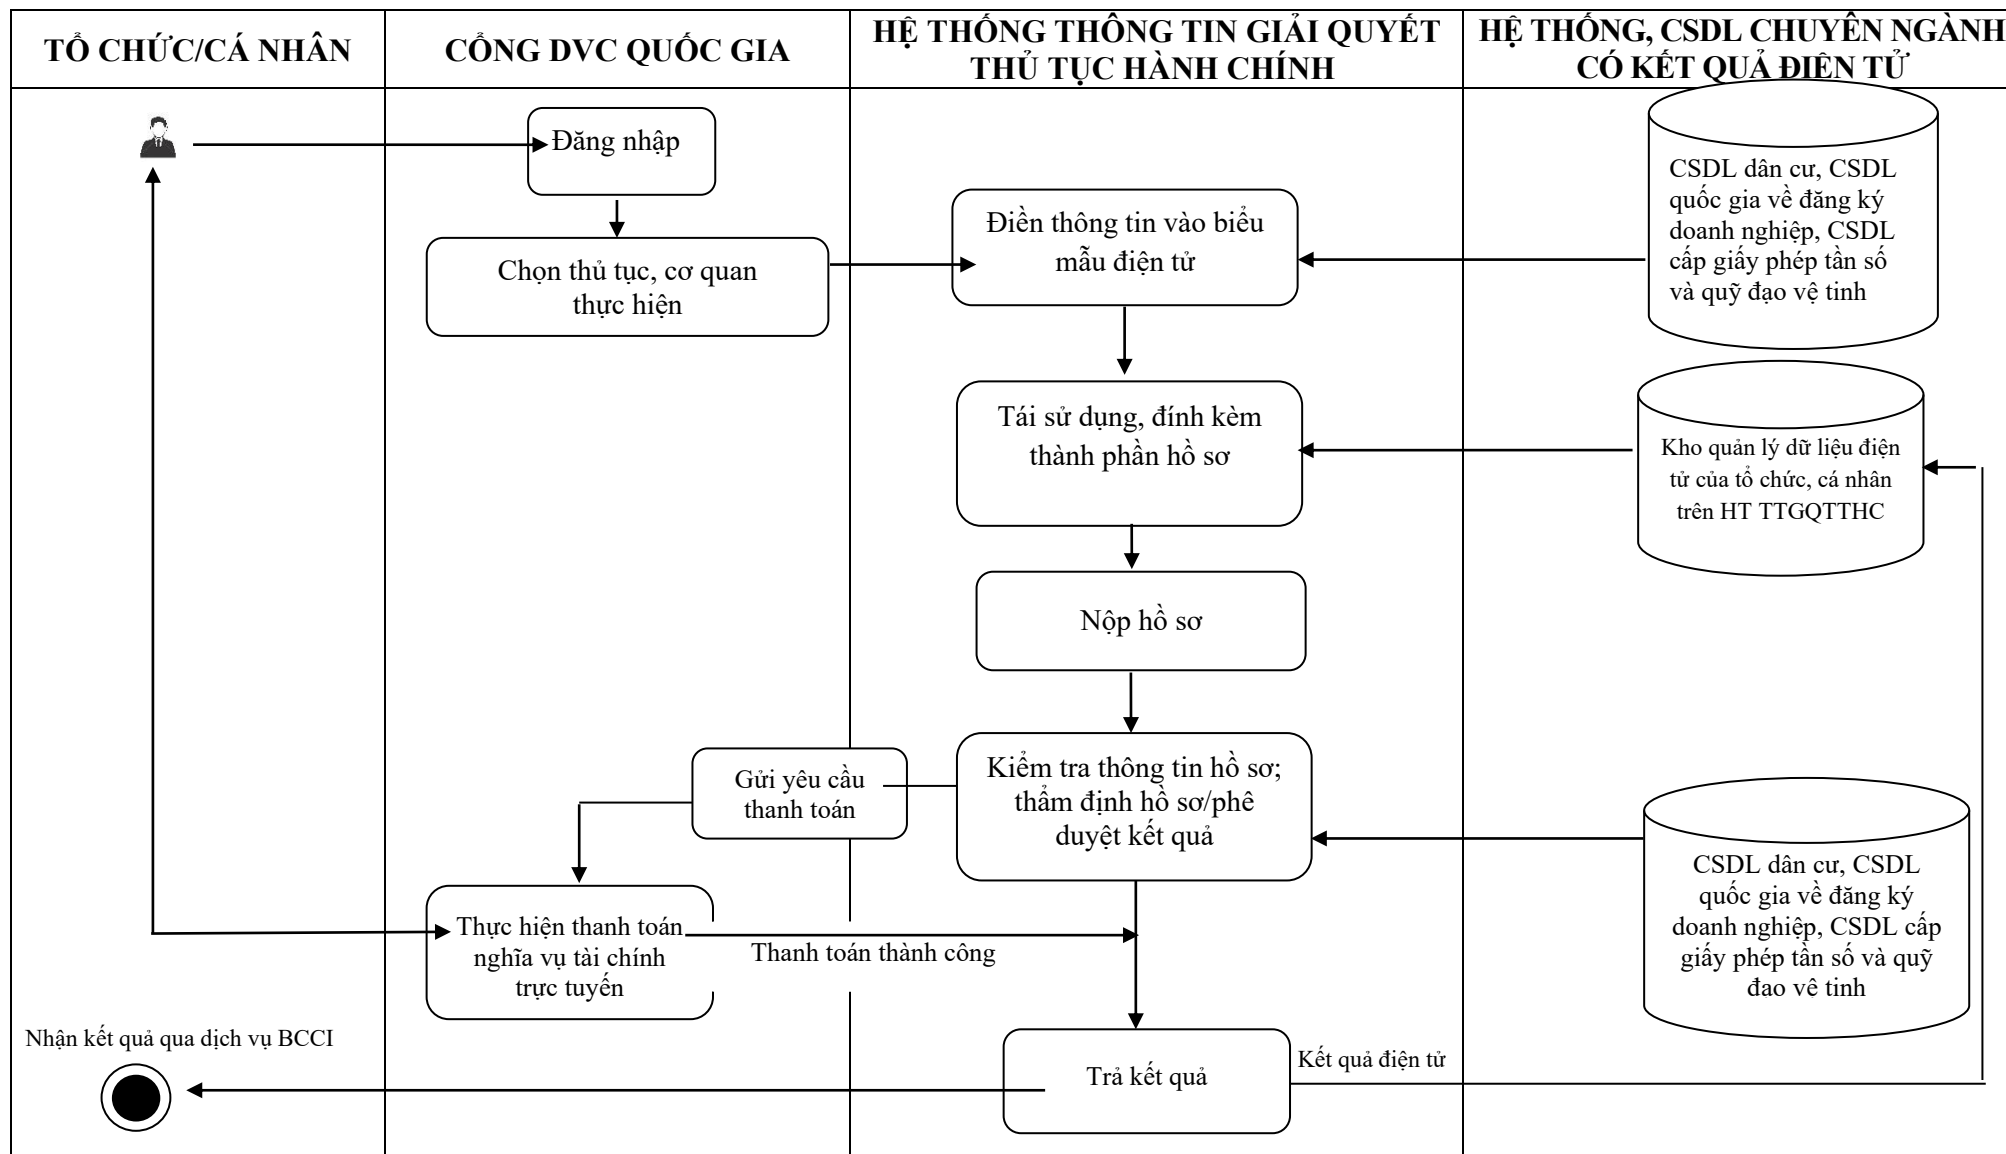 TỔ CHỨC/CÁ NHÂN
CỔNG DVC QUỐC GIA
HỆ THỐNG THÔNG TIN GIẢI QUYẾT
THỦ TỤC HÀNH CHÍNH
HỆ THỐNG, CSDL CHUYÊN NGÀNH
CÓ KẾT QUẢ ĐIỆN TỬ
Đăng nhập
Chọn thủ tục, cơ quan
thực hiện
Điền thông tin vào biểu
mẫu điện tử
CSDL dân cư, CSDL
quốc gia về đăng ký
doanh nghiệp, CSDL
cấp giấy phép tần số
và quỹ đạo vệ tinh
Tái sử dụng, đính kèm
thành phần hồ sơ
Kho quản lý dữ liệu điện
tử của tổ chức, cá nhân
trên HT TTGQTTHC
Nộp hồ sơ
Kiểm tra thông tin hồ sơ;
thẩm định hồ sơ/phê
duyệt kết quả
Gửi yêu cầu
thanh toán
CSDL dân cư, CSDL
quốc gia về đăng ký
doanh nghiệp, CSDL cấp
giấy phép tần số và quỹ
đao vê tinh
Thực hiện thanh toán
nghĩa vụ tài chính
trực tuyến
Thanh toán thành công
Nhận kết quả qua dịch vụ BCCI
Trả kết quả
Kết quả điện tử